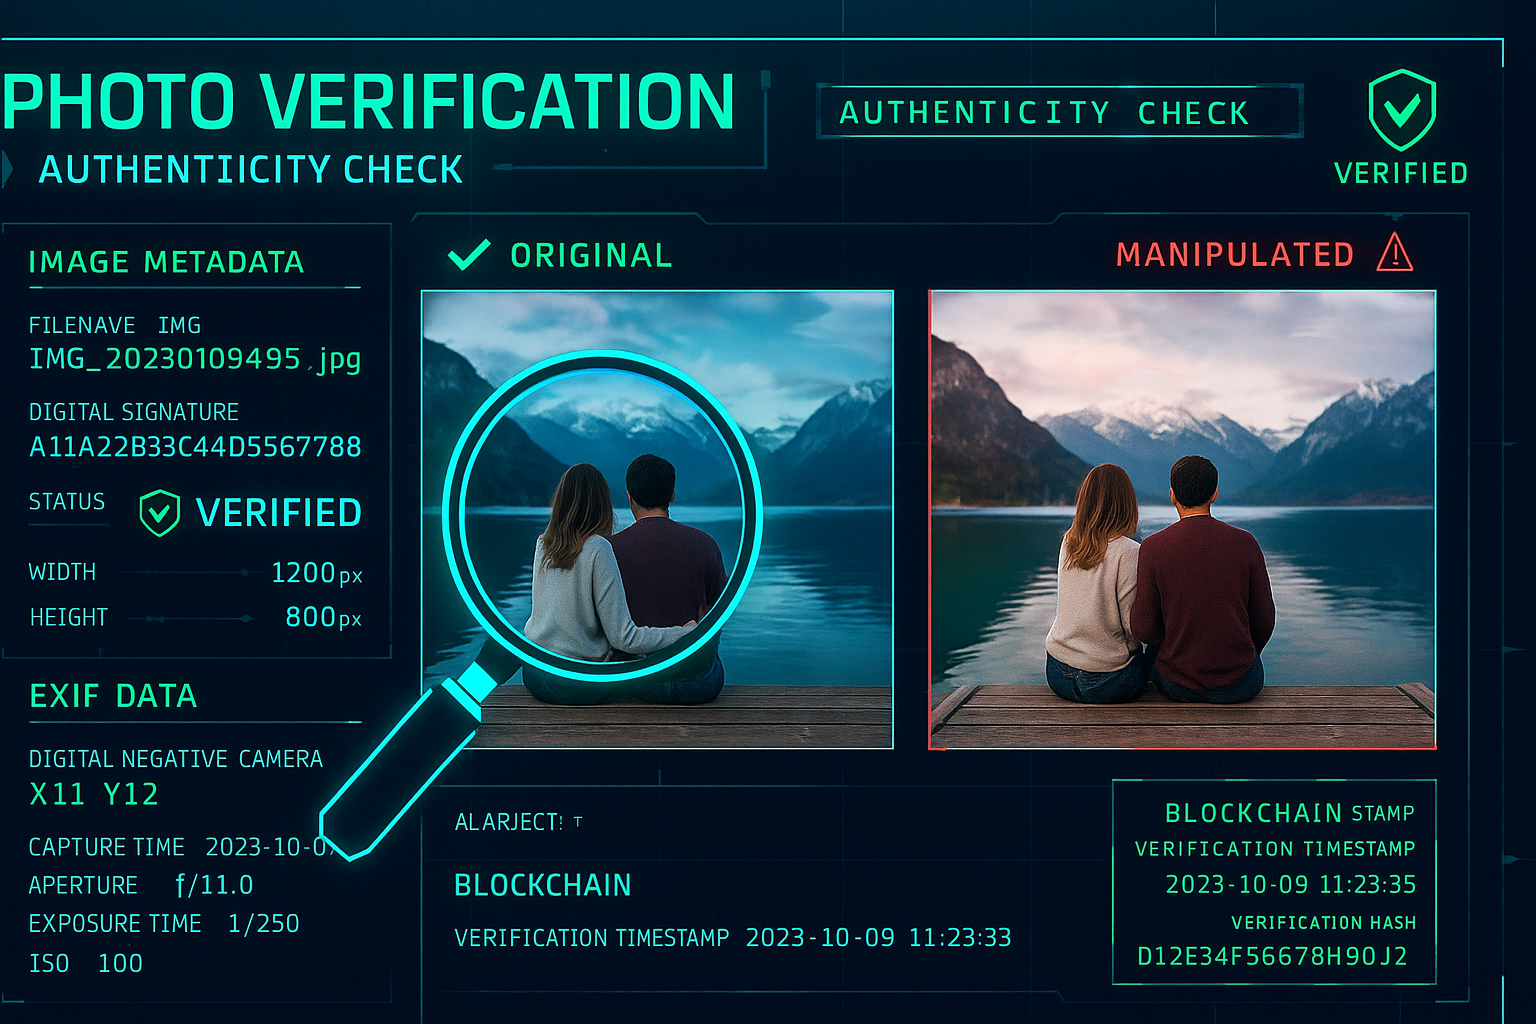 PHOTO VERIFICATION
AUTHENTIICITY CHECK
AUTHENTICITY CHECK
VERIFIED
IMAGE METADATA
FILENAVE IMG
IMG_20230109495.jpg
DIGITAL SIGNATURE
A11A22B33C44D5567788
STATUS VERIFIED
WIDTH 1200px
HEIGHT 800px
EXIF DATA
DIGITAL NEGATIVE CAMERA
X11 Y12
CAPTURE TIME 2023-10-07
APERTURE f/11.0
EXPOSURE TIME 1/250
ISO 100
ORIGINAL
MANIPULATED
ALARJECT: T
BLOCKCHAIN
VERIFICATION TIMESTAMP 2023-10-09 11:23:33
BLOCKCHAIN STAMP
VERIFICATION TIMESTAMP
2023-10-09 11:23:35
VERIFICATION HASH
D12E34F56678H90J2